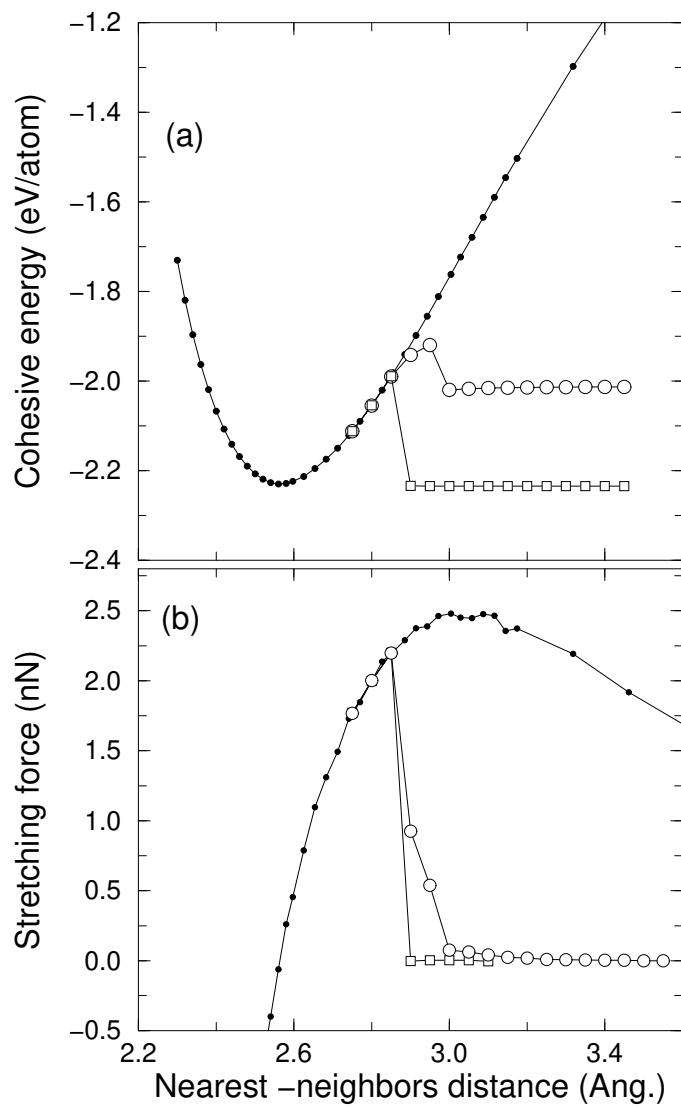 −1.2
−1.4
(a)
−1.6
−1.8
−2.0
−2.2
−2.4
Cohesive energy (eV/atom)
(b)
2.5
2.0
1.5
1.0
0.5
0.0
−0.5
Stretching force (nN)
2.2 2.6 3.0 3.4
Nearest −neighbors distance (Ang.)